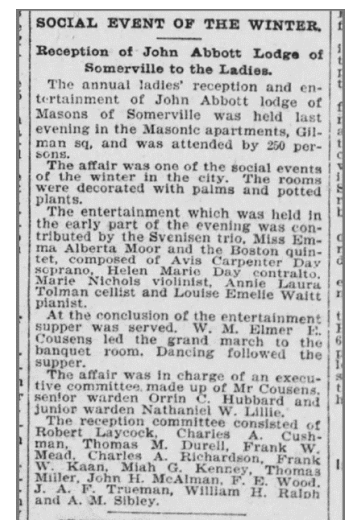 SOCIAL EVENT OF THE WINTER.
Reception of John Abbott Lodge of
Somerville to the Ladies.
The annual ladies' reception and en-
tertainment of John Abbott lodge of
Masons of Somerville was held last
evening in the Masonic apartments, Gil-
man sq, and was attended by 250 per-
sons.
The affair was one of the social events
of the winter in the city. The rooms
were decorated with palms and potted
plants.
The entertainment which was held in
the early part of the evening was con-
tributed by the Svenisen trio, Miss Em-
ma Alberta Moor and the Boston quin-
tet, composed of Avis Carpenter Day
soprano, Helen Marie Day contralto,
Marie Nichols violinist, Annie Laura
Tolman cellist and Louise Emelie Waitt
pianist.
At the conclusion of the entertainment
supper was served. W. M. Elmer E.
Cousens led the grand march to the
banquet room. Dancing followed the
supper.
The affair was in charge of an execu-
tive committee made up of Mr Cousens,
senior warden Orrin C. Hubbard and
junior warden Nathaniel W. Lillie.
The reception committee consisted of
Robert Laycock, Charles A. Cush-
man, Thomas M. Durell, Frank W.
Mead, Charles A. Richardson, Frank
W. Kaan, Miah G. Kenney, Thomas
Miller, John H. McAlman, F. E. Wood,
J. A. F. Trueman, William H. Ralph
and A. M. Sibley.